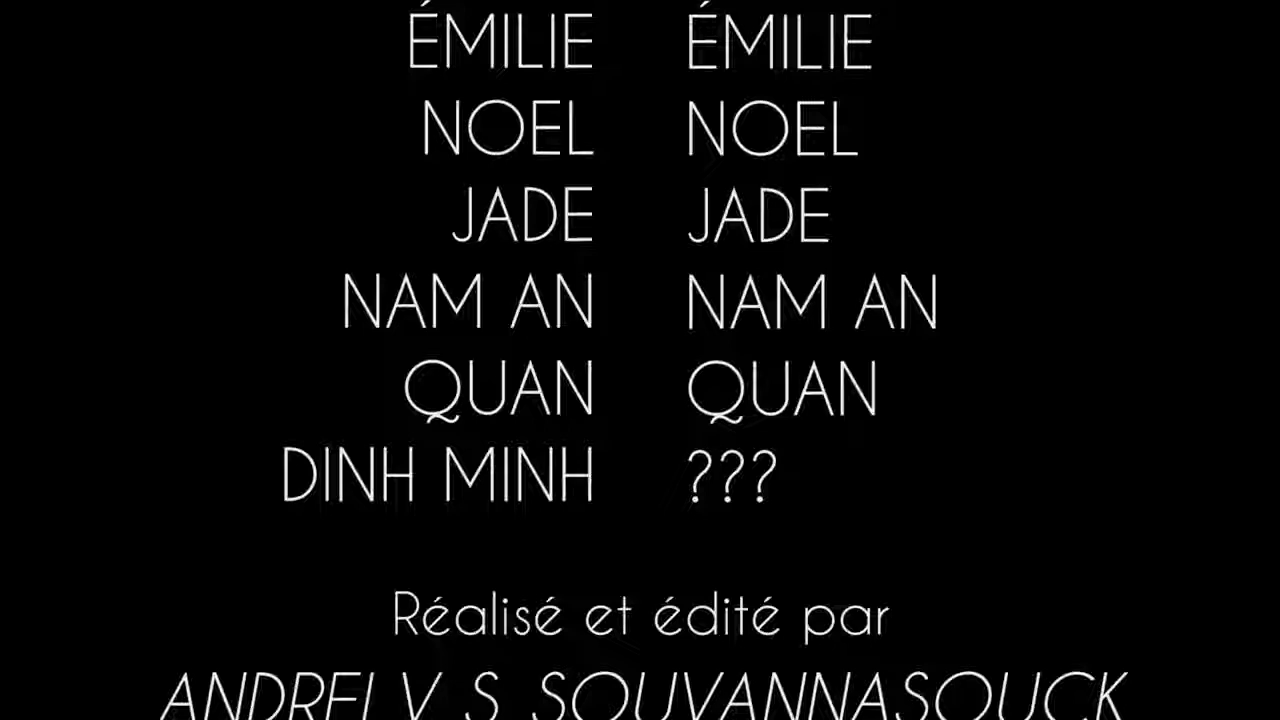 ÉMILIE ÉMILIE
NOEL NOEL
JADE JADE
NAM AN NAM AN
QUAN QUAN
DINH MINH ???
Réalisé et édité par
ANDREI V S SOUVANNASOUCK